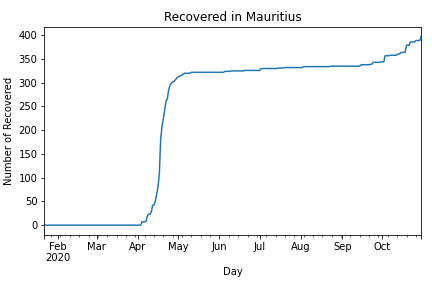 Recovered in Mauritius
Number of Recovered
400
350
300
250
200
150
100
50
0
Feb Mar Apr May Jun Jul Aug Sep Oct
2020
Day